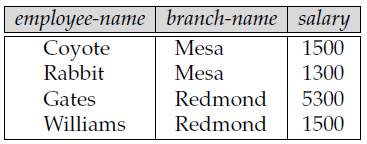 employee-name branch-name salary
Coyote Mesa 1500
Rabbit Mesa 1300
Gates Redmond 5300
Williams Redmond 1500